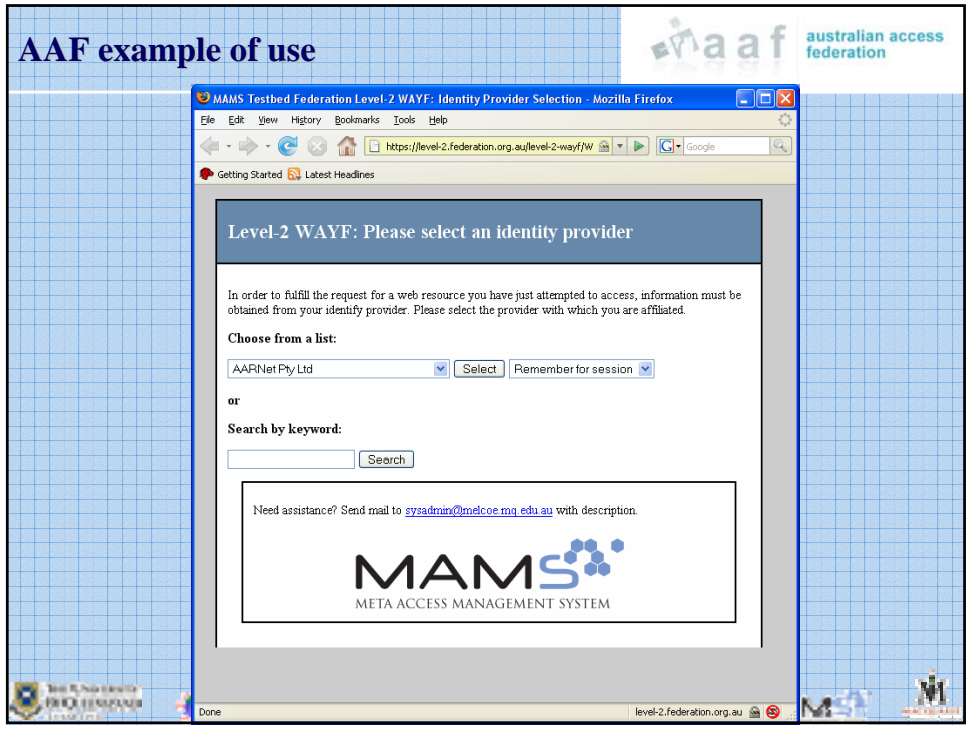 AAF example of use
aaf
australian access
federation
MAMS Testbed Federation Level-2 WAYF: Identity Provider Selection - Mozilla Firefox
File Edit View History Bookmarks Tools Help
https://level-2.federation.org.au/level-2-wayf/W
Google
Getting Started Latest Headlines
Level-2 WAYF: Please select an identity provider
In order to fulfill the request for a web resource you have just attempted to access, information must be
obtained from your identify provider. Please select the provider with which you are affiliated.
Choose from a list:
AARNet Pty Ltd Select Remember for session
or
Search by keyword:
Search
Need assistance? Send mail to sysadmin@melcoe.mq.edu.au with description.
MAMS
META ACCESS MANAGEMENT SYSTEM
Done level-2.federation.org.au